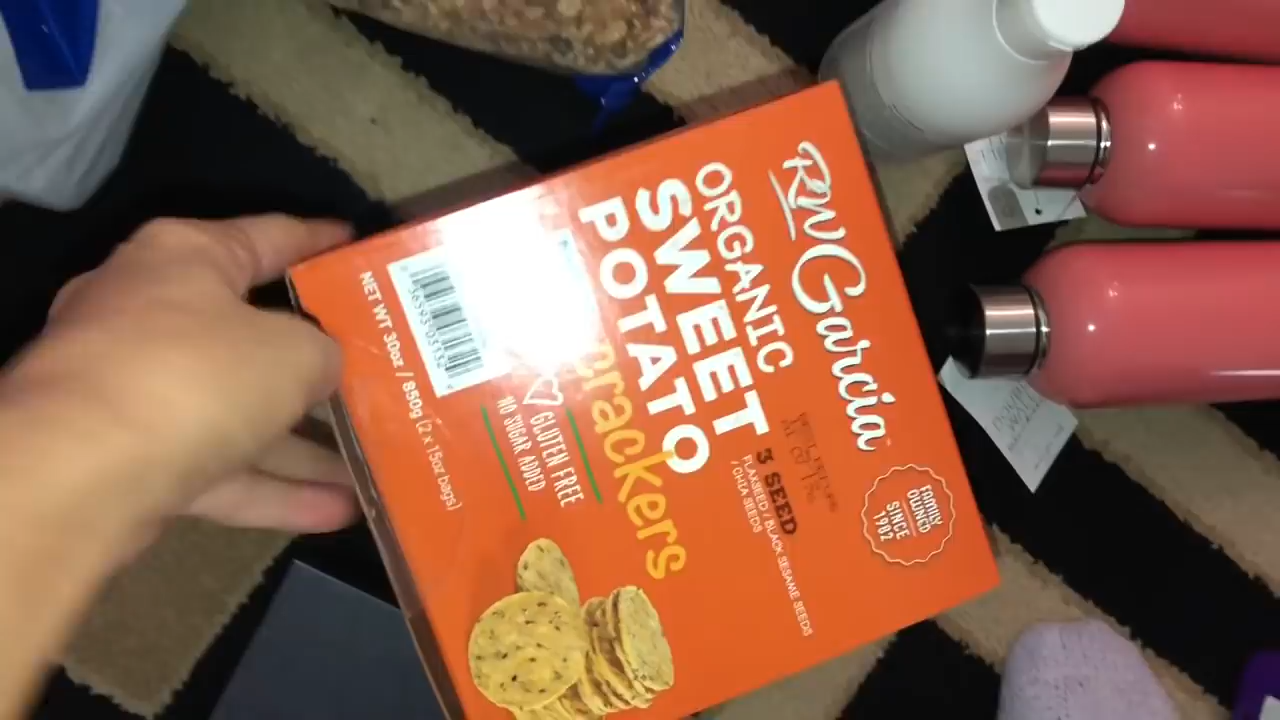 RW Garcia
ORGANIC
SWEET
POTATO
crackers
3 SEED
FLAXSEED / BLACK SESAME SEEDS
/ CHIA SEEDS
FAMILY
OWNED
SINCE
1982
GLUTEN FREE
NO SUGAR ADDED
NET WT 30oz / 850g (2 x 15oz bags)